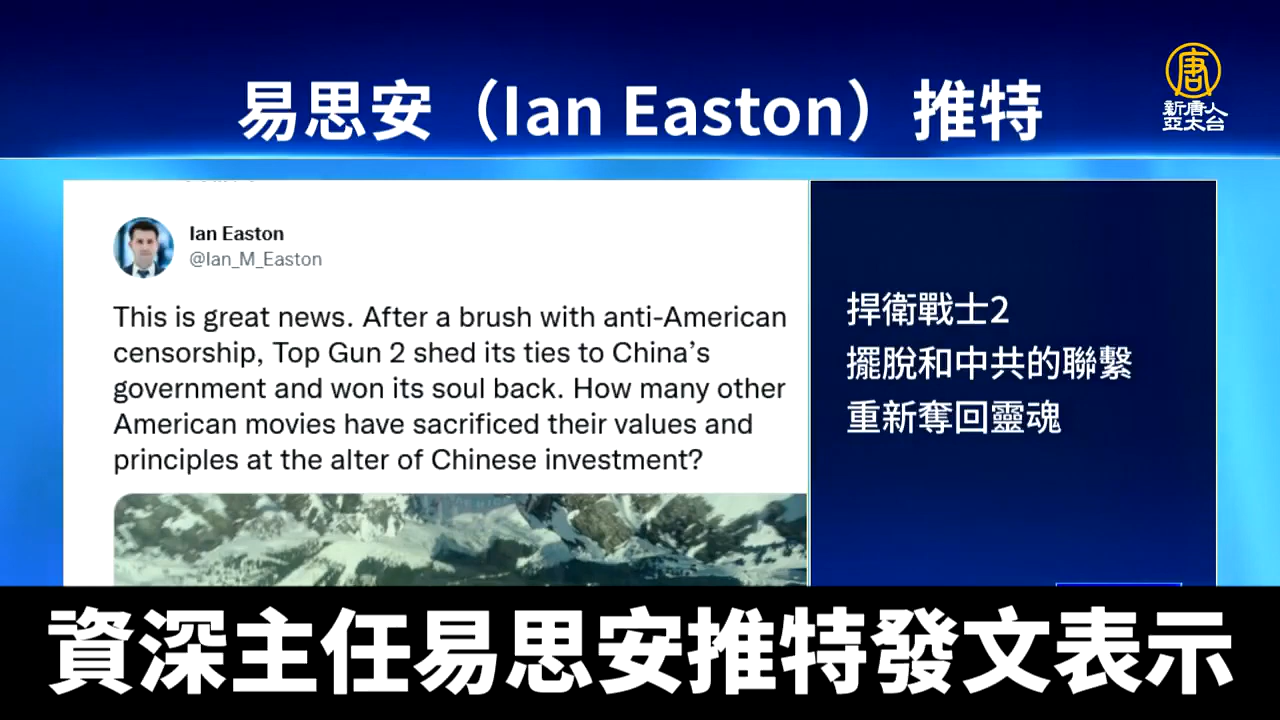 易思安（Ian Easton）推特
唐
新唐人
亞太台
Ian Easton
@Ian_M_Easton
This is great news. After a brush with anti-American
censorship, Top Gun 2 shed its ties to China’s
government and won its soul back. How many other
American movies have sacrificed their values and
principles at the alter of Chinese investment?
捍衛戰士2
擺脫和中共的聯繫
重新奪回靈魂
資深主任易思安推特發文表示